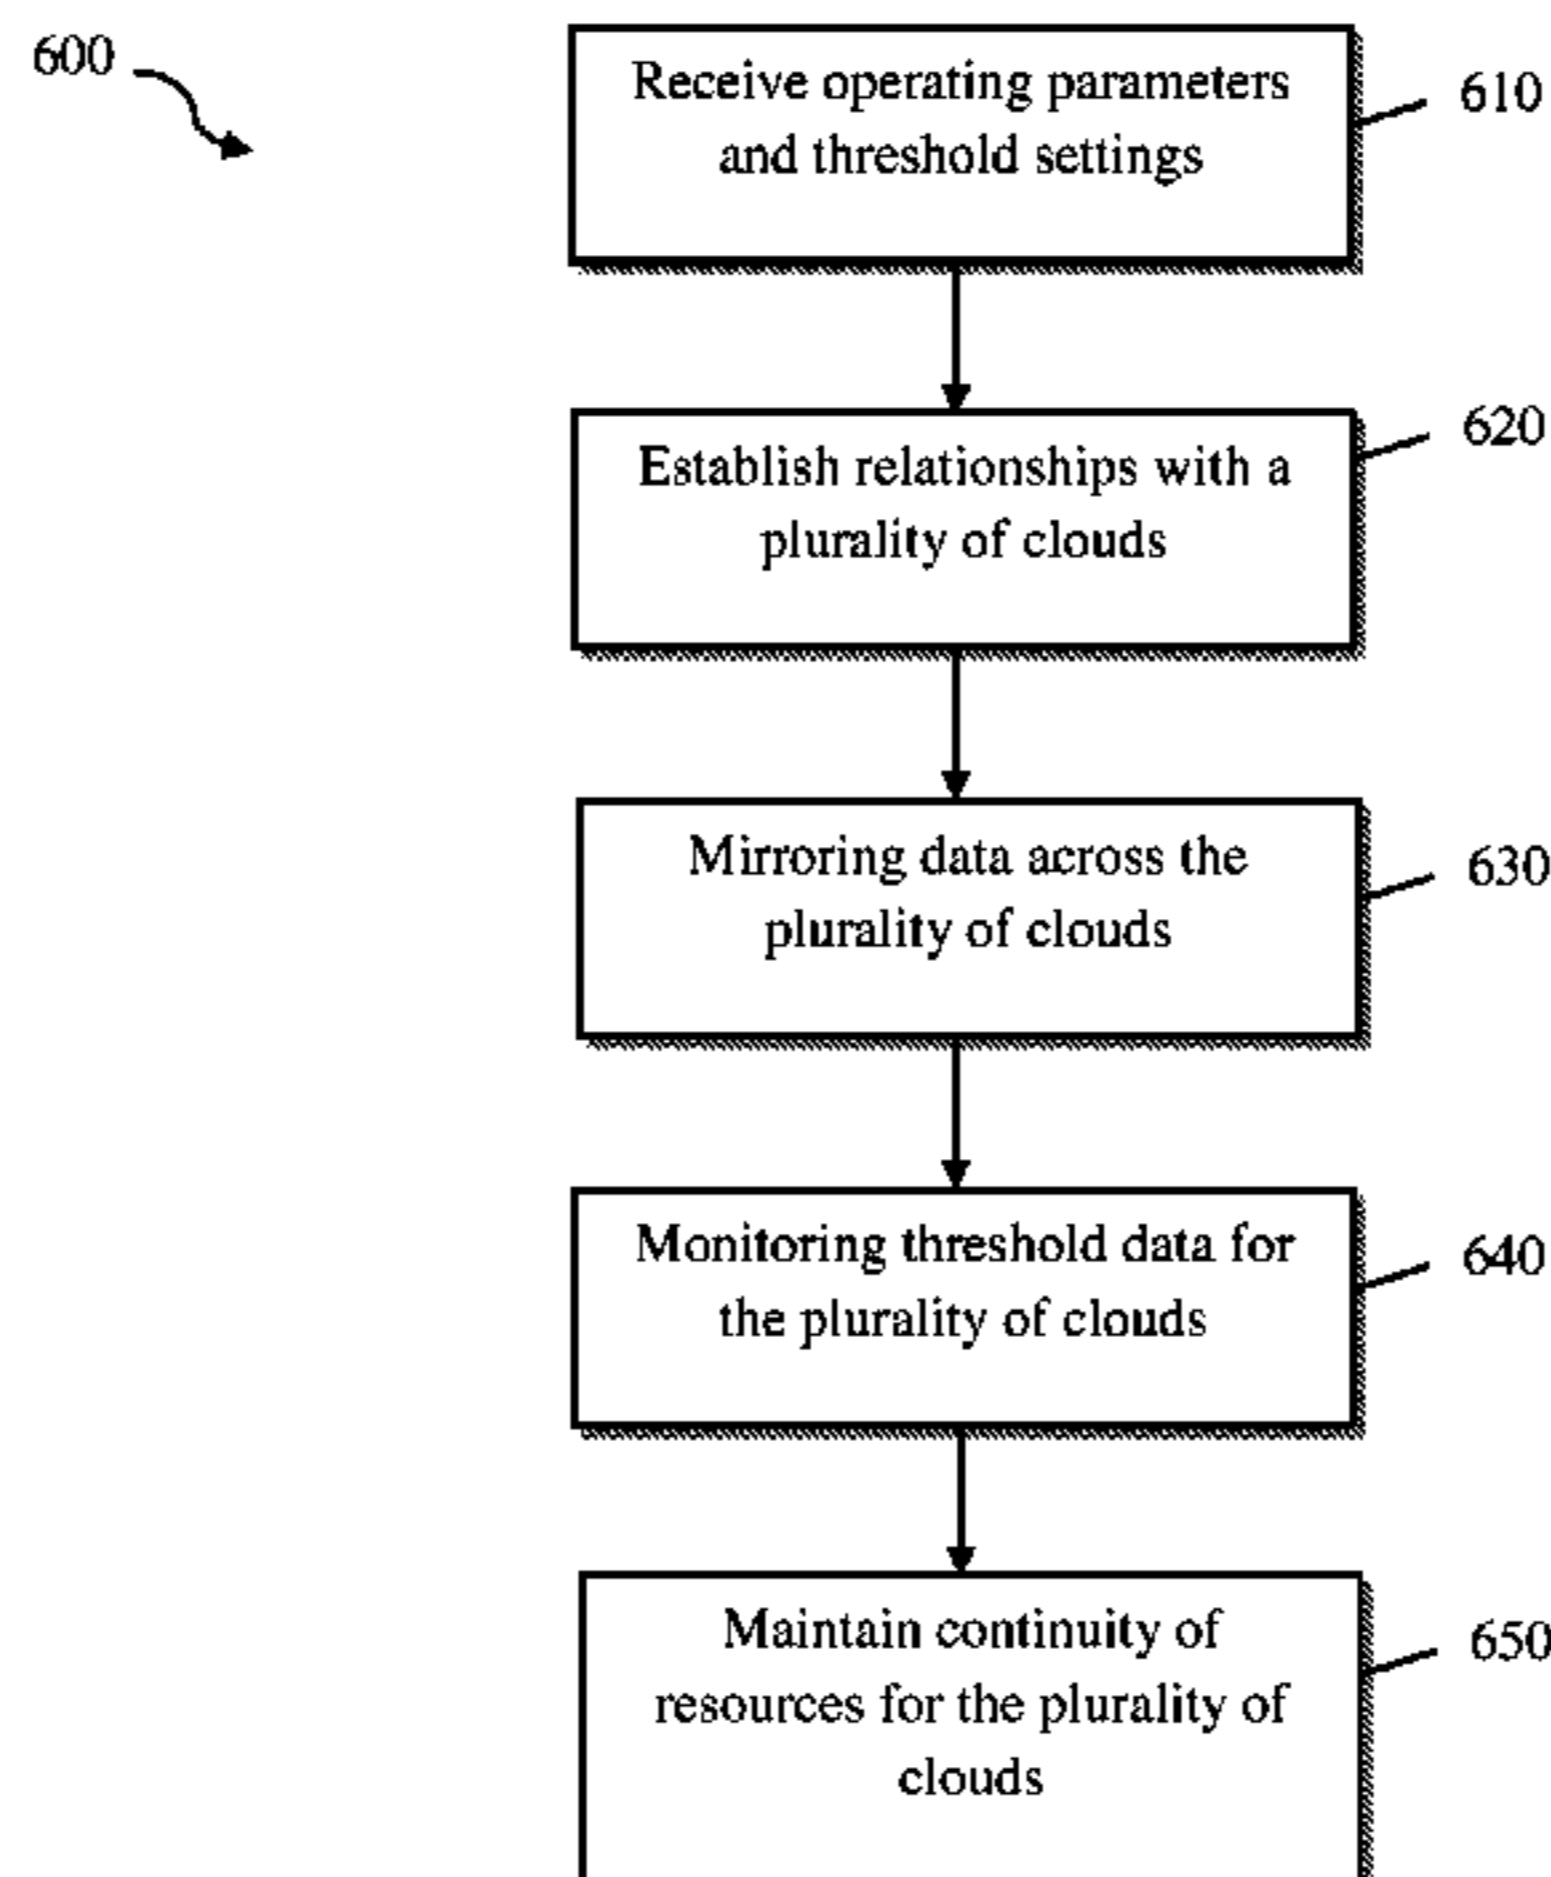 600
Receive operating parameters
and threshold settings
610
Establish relationships with a
plurality of clouds
620
Mirroring data across the
plurality of clouds
630
Monitoring threshold data for
the plurality of clouds
640
Maintain continuity of
resources for the plurality of
clouds
650